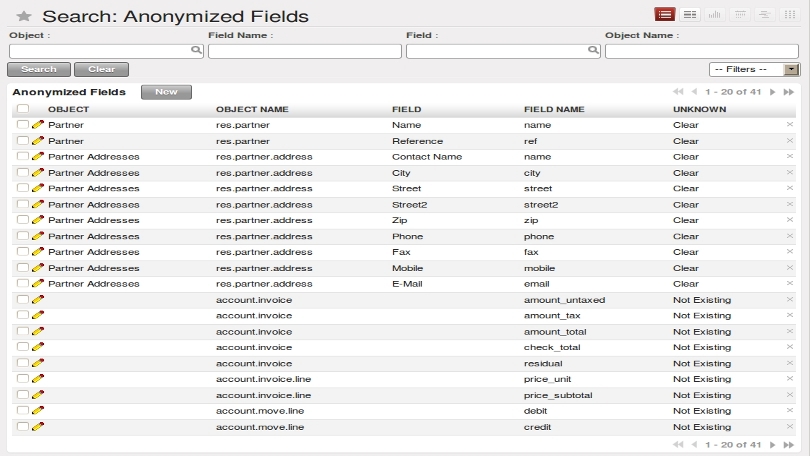 Search: Anonymized Fields
Object : Field Name : Field : Object Name :
Search Clear -- Filters --
Anonymized Fields New 1 - 20 of 41
OBJECT OBJECT NAME FIELD FIELD NAME UNKNOWN
Partner res.partner Name name Clear
Partner res.partner Reference ref Clear
Partner Addresses res.partner.address Contact Name name Clear
Partner Addresses res.partner.address City city Clear
Partner Addresses res.partner.address Street street Clear
Partner Addresses res.partner.address Street2 street2 Clear
Partner Addresses res.partner.address Zip zip Clear
Partner Addresses res.partner.address Phone phone Clear
Partner Addresses res.partner.address Fax fax Clear
Partner Addresses res.partner.address Mobile mobile Clear
Partner Addresses res.partner.address E-Mail email Clear
account.invoice amount_untaxed Not Existing
account.invoice amount_tax Not Existing
account.invoice amount_total Not Existing
account.invoice check_total Not Existing
account.invoice residual Not Existing
account.invoice.line price_unit Not Existing
account.invoice.line price_subtotal Not Existing
account.move.line debit Not Existing
account.move.line credit Not Existing
1 - 20 of 41